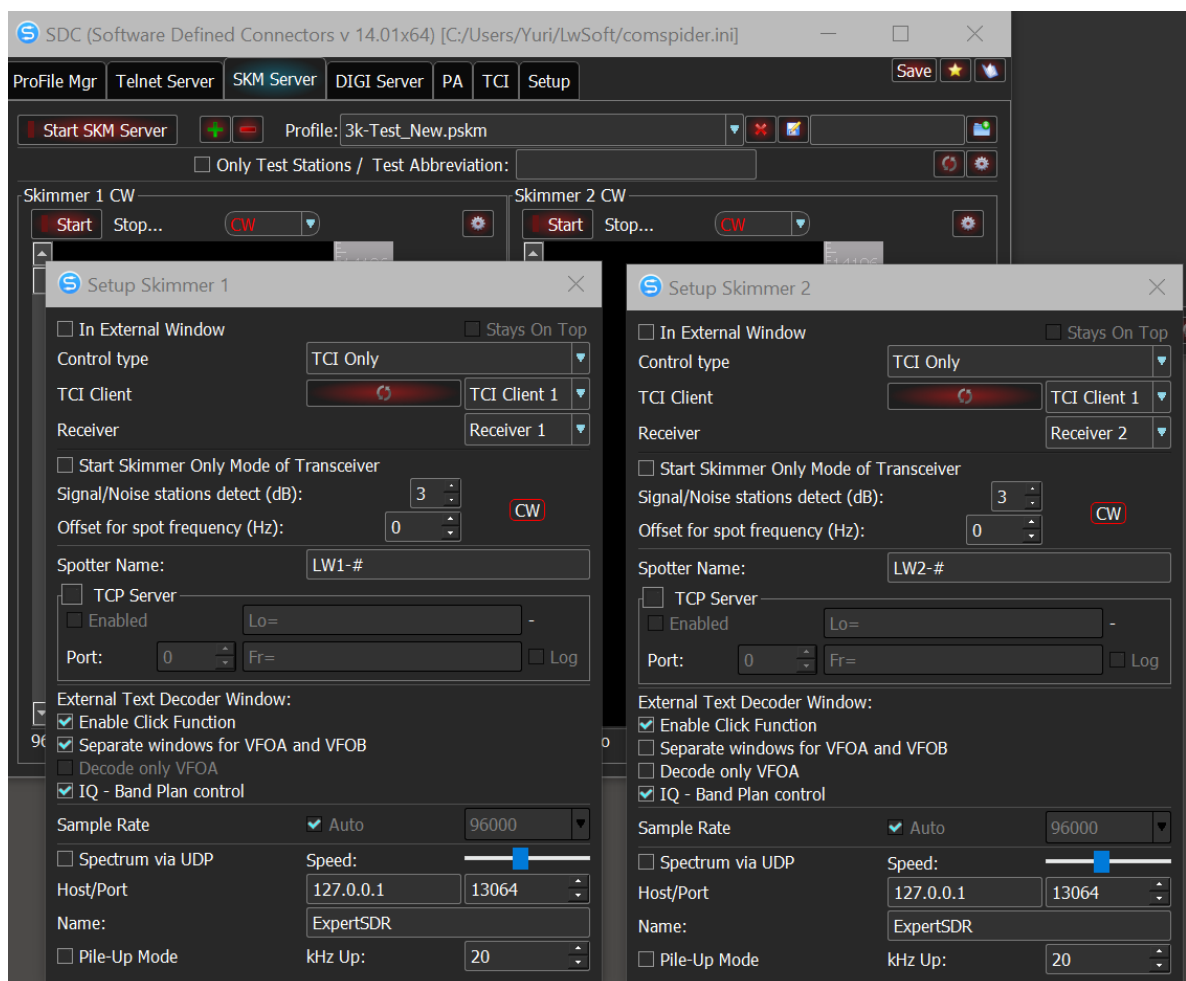 SDC (Software Defined Connectors v 14.01x64) [C:/Users/Yuri/LwSoft/comspider.ini]
ProFile Mgr Telnet Server SKM Server DIGI Server PA TCI Setup Save
Start SKM Server Profile: 3k-Test_New.pskm
Only Test Stations / Test Abbreviation:
Skimmer 1 CW
Start Stop... CW
Skimmer 2 CW
Start Stop... CW
Setup Skimmer 1
In External Window Stays On Top
Control type TCI Only
TCI Client TCI Client 1
Receiver Receiver 1
Start Skimmer Only Mode of Transceiver
Signal/Noise stations detect (dB): 3
CW
Offset for spot frequency (Hz): 0
Spotter Name: LW1-#
TCP Server
Enabled Lo= -
Port: 0 Fr= Log
External Text Decoder Window:
Enable Click Function
Separate windows for VFOA and VFOB
Decode only VFOA
IQ - Band Plan control
Sample Rate Auto 96000
Spectrum via UDP Speed:
Host/Port 127.0.0.1 13064
Name: ExpertSDR
Pile-Up Mode kHz Up: 20
Setup Skimmer 2
In External Window Stays On Top
Control type TCI Only
TCI Client TCI Client 1
Receiver Receiver 2
Start Skimmer Only Mode of Transceiver
Signal/Noise stations detect (dB): 3
CW
Offset for spot frequency (Hz): 0
Spotter Name: LW2-#
TCP Server
Enabled Lo= -
Port: 0 Fr= Log
External Text Decoder Window:
Enable Click Function
Separate windows for VFOA and VFOB
Decode only VFOA
IQ - Band Plan control
Sample Rate Auto 96000
Spectrum via UDP Speed:
Host/Port 127.0.0.1 13064
Name: ExpertSDR
Pile-Up Mode kHz Up: 20